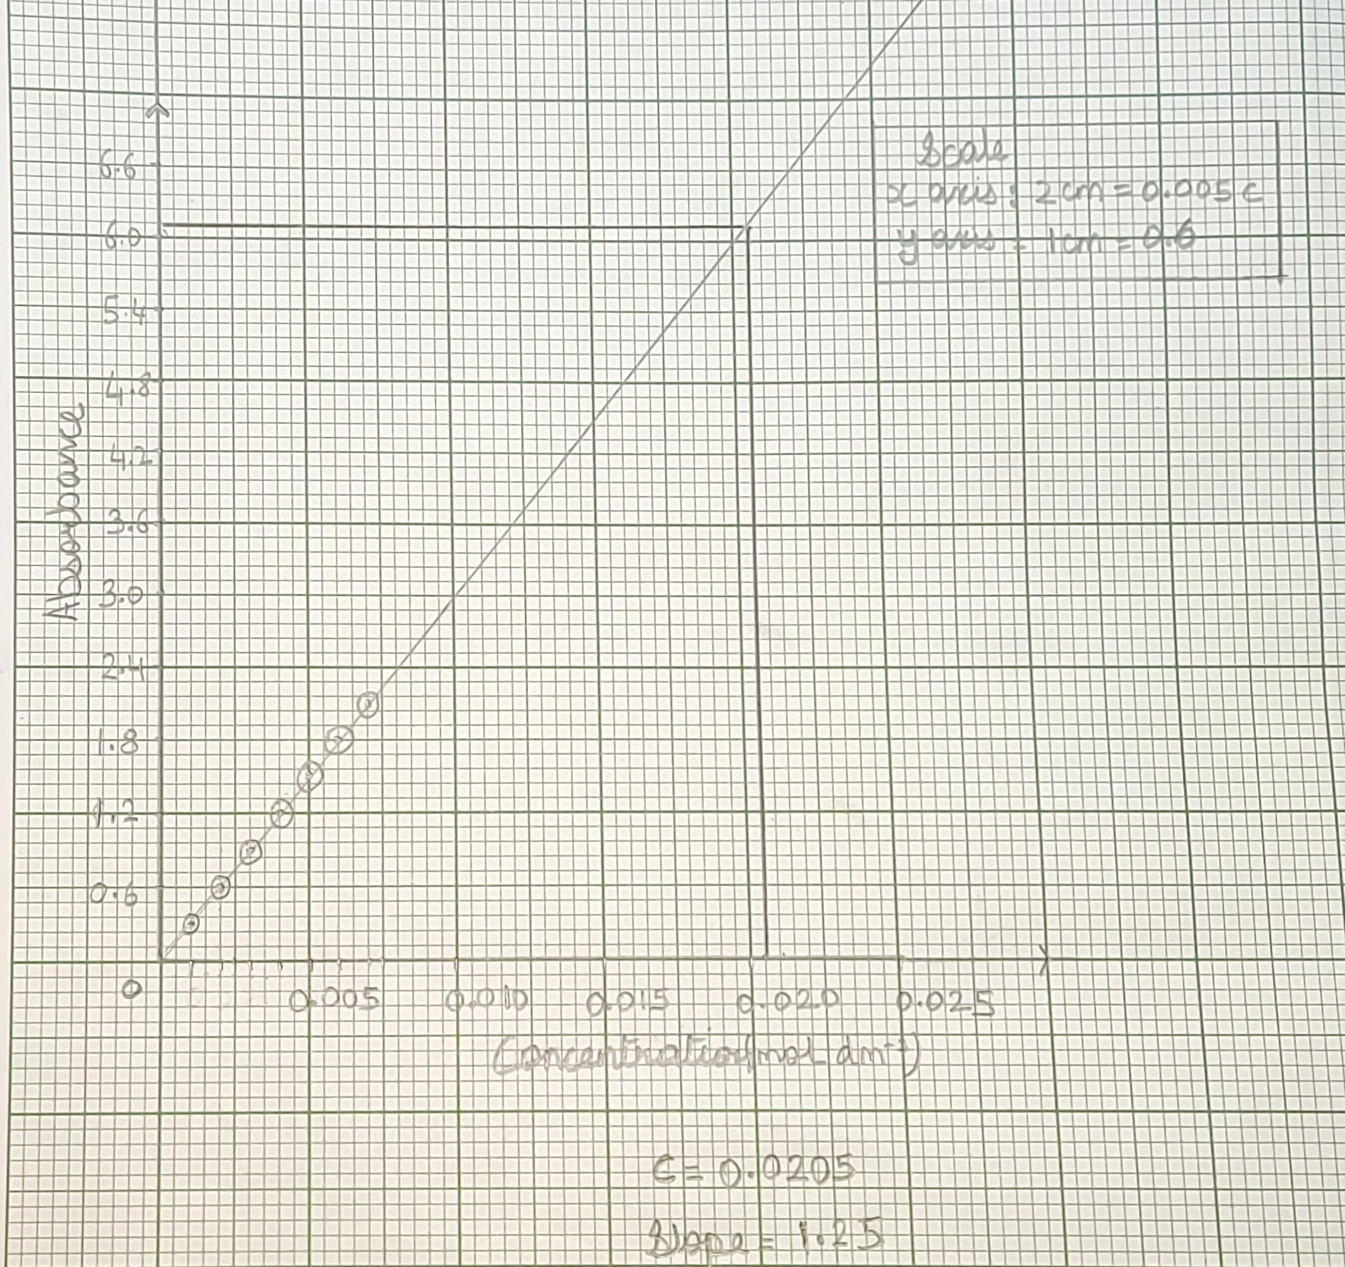 Scale
x axis: 2cm = 0.005 c
y axis = 1cm = 0.6
6.6
6.0
5.4
4.8
4.2
3.6
3.0
2.4
1.8
1.2
0.6
0
Absorbance
0.005 0.010 0.015 0.020 0.025
Concentration(mol dm⁻³)
C = 0.0205
Slope = 1.25